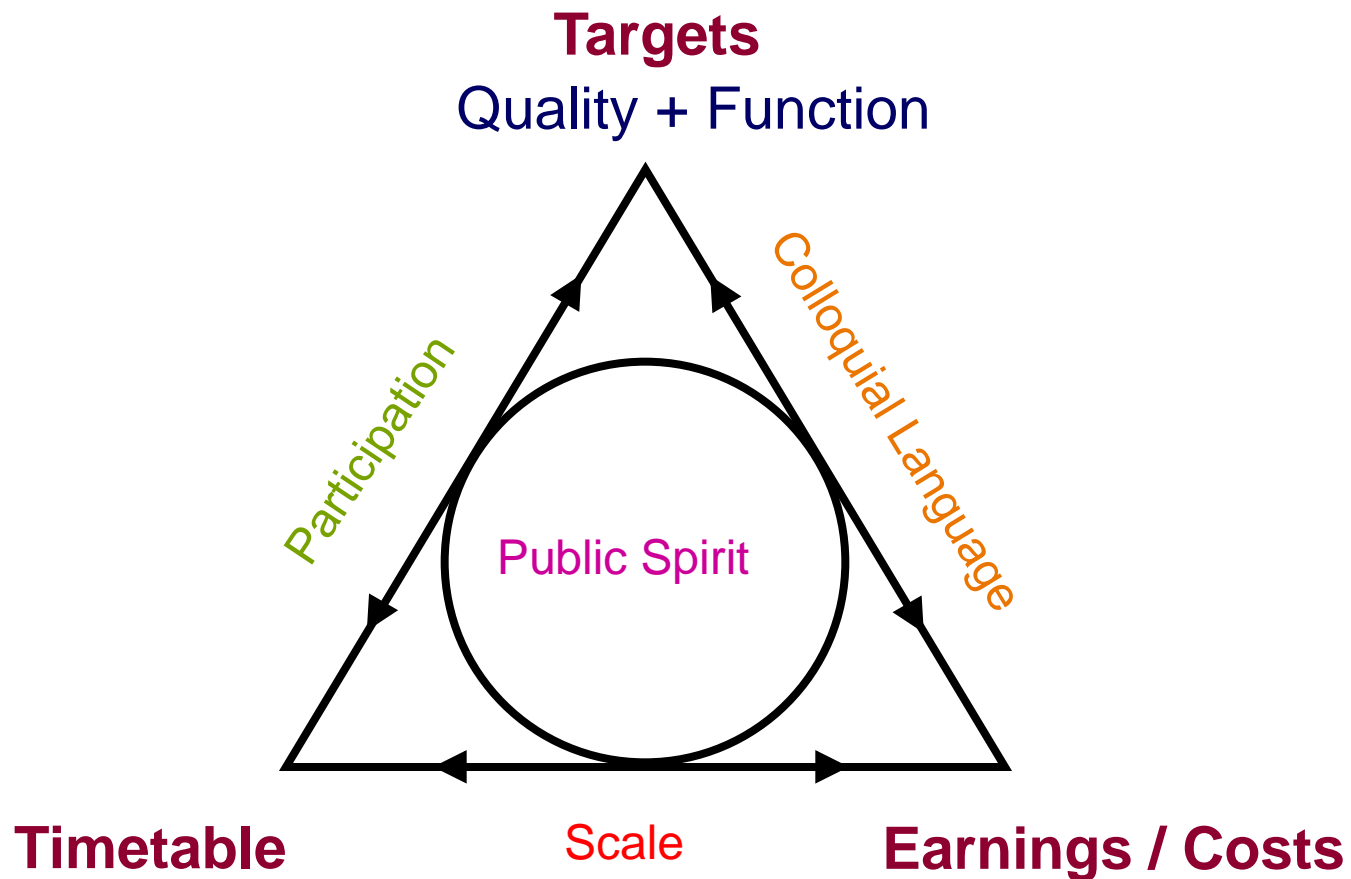 Targets
Quality + Function
Participation
Colloquial Language
Public Spirit
Timetable
Scale
Earnings / Costs